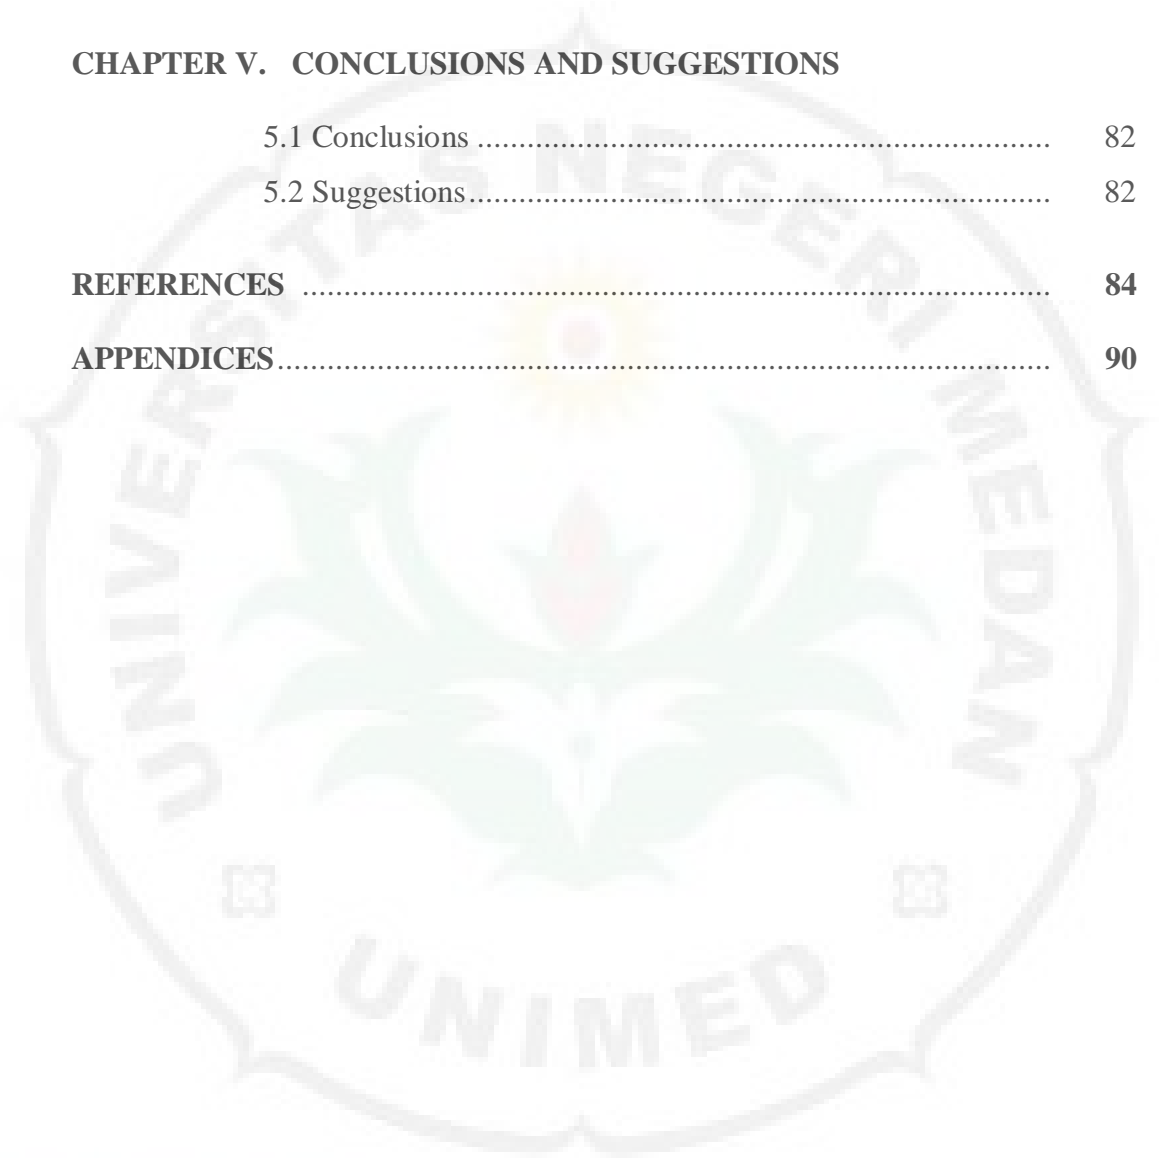 CHAPTER V. CONCLUSIONS AND SUGGESTIONS
5.1 Conclusions ...................................................................... 82
5.2 Suggestions ...................................................................... 82
REFERENCES ........................................................................................... 84
APPENDICES .............................................................................................. 90
UNIVERSITAS NEGERI MEDAN
UNIMED